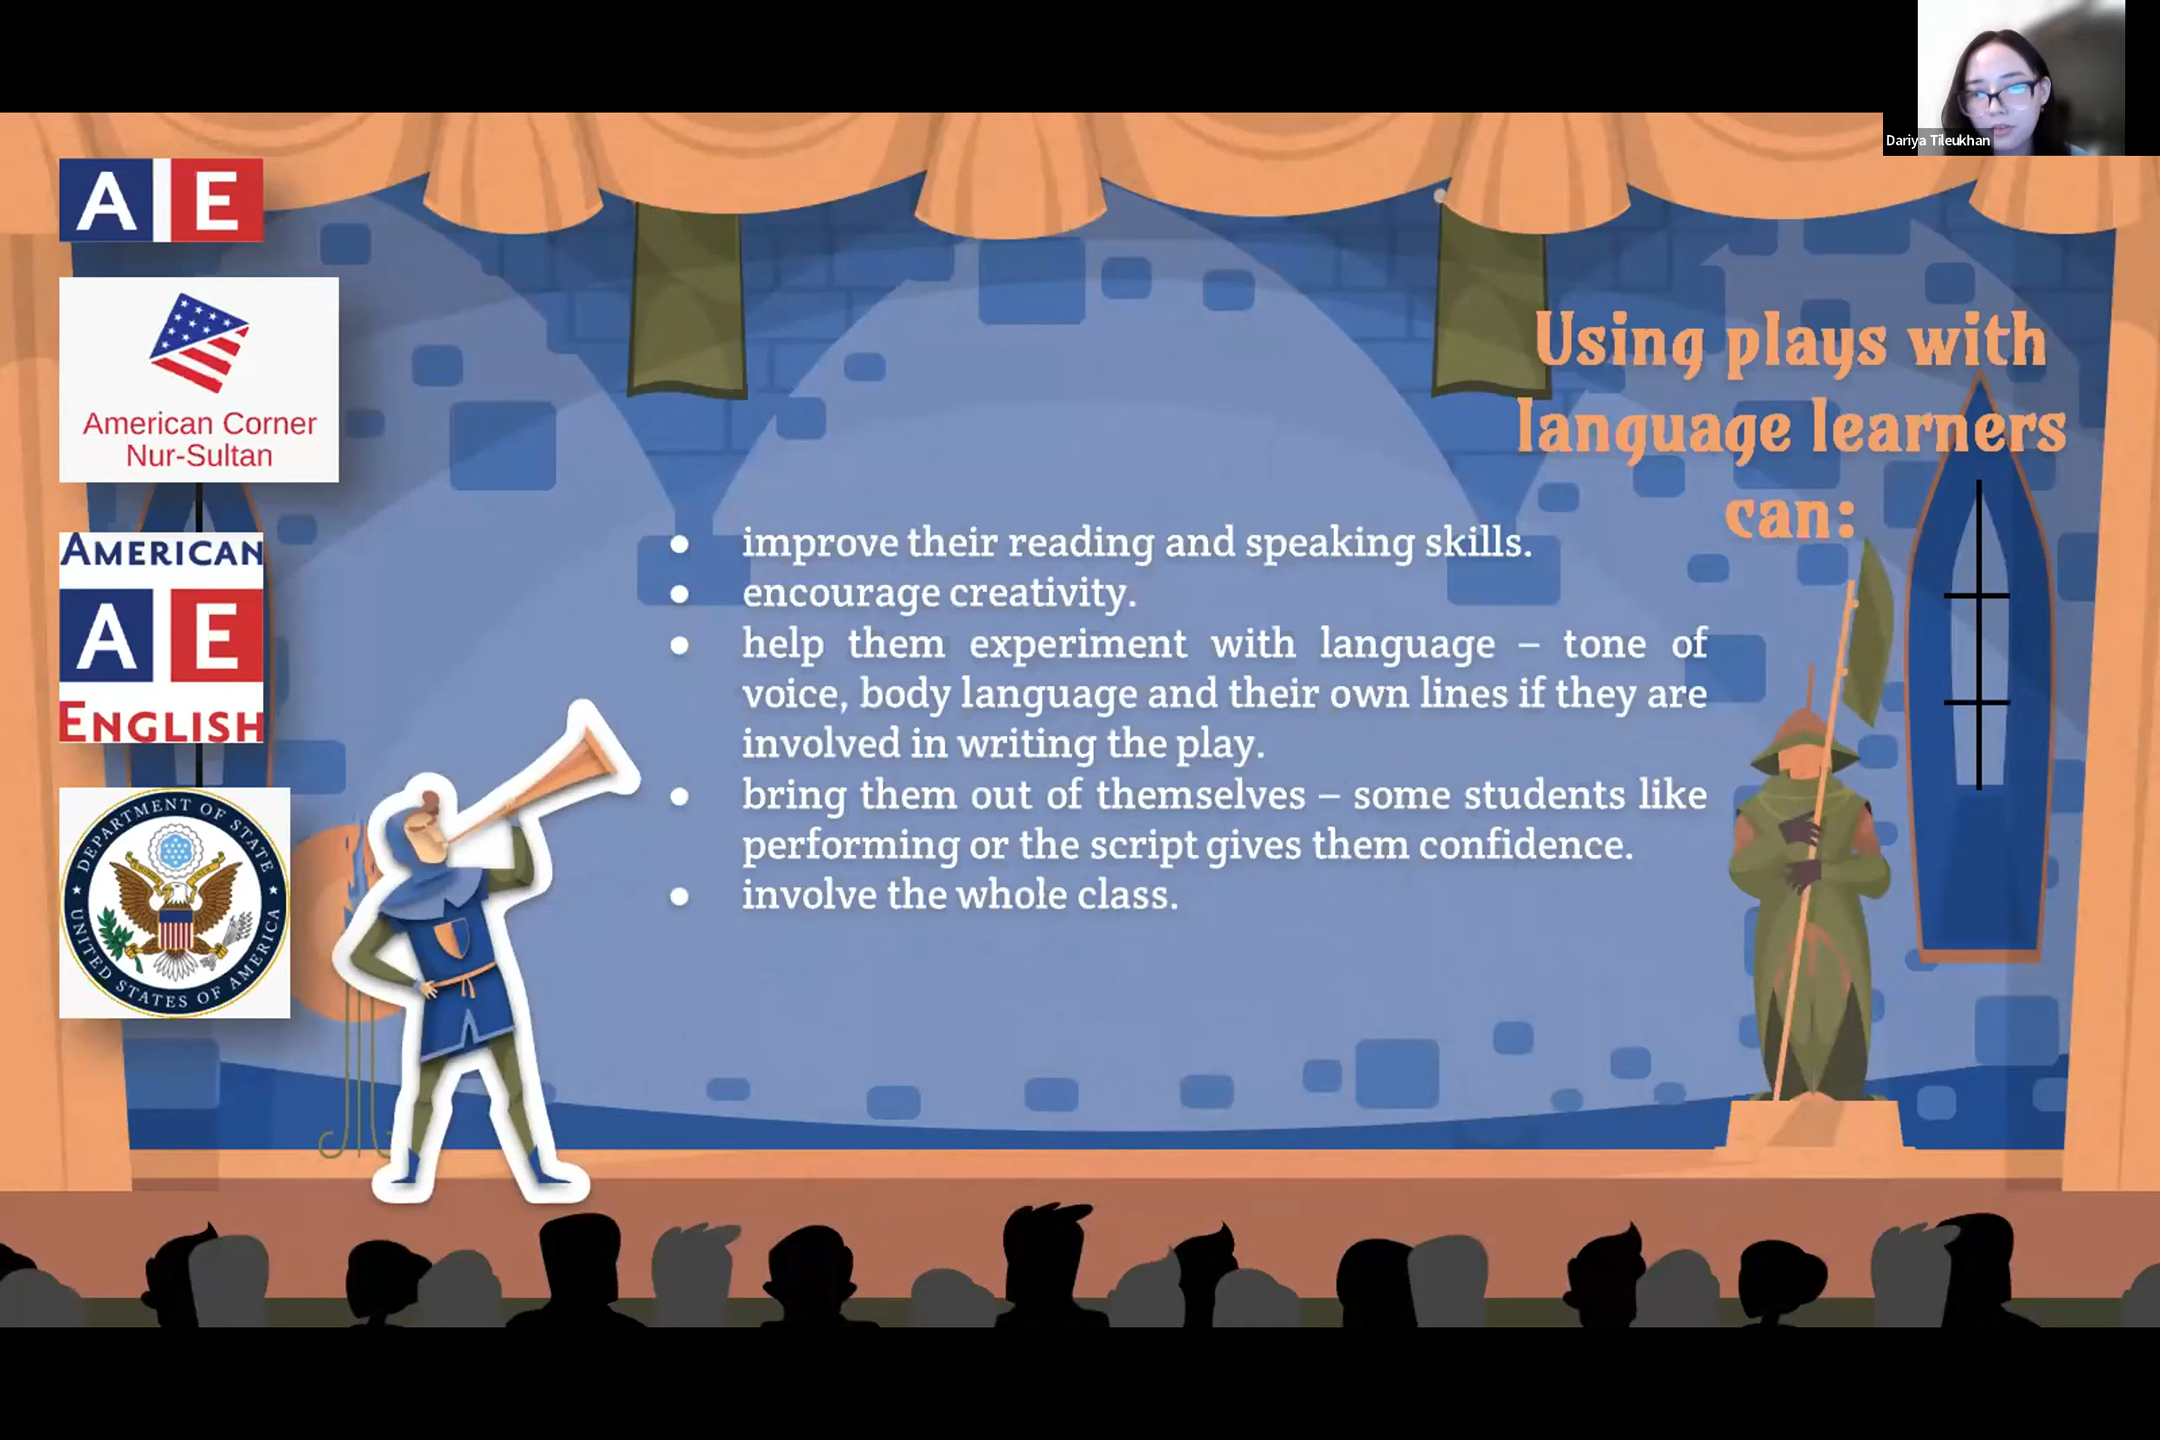 Dariya Tileukhan
A E
American Corner
Nur-Sultan
AMERICAN
A E
ENGLISH
DEPARTMENT OF STATE
★ ★
UNITED STATES OF AMERICA
Using plays with
language learners
can:
● improve their reading and speaking skills.
● encourage creativity.
● help them experiment with language – tone of
voice, body language and their own lines if they are
involved in writing the play.
● bring them out of themselves – some students like
performing or the script gives them confidence.
● involve the whole class.